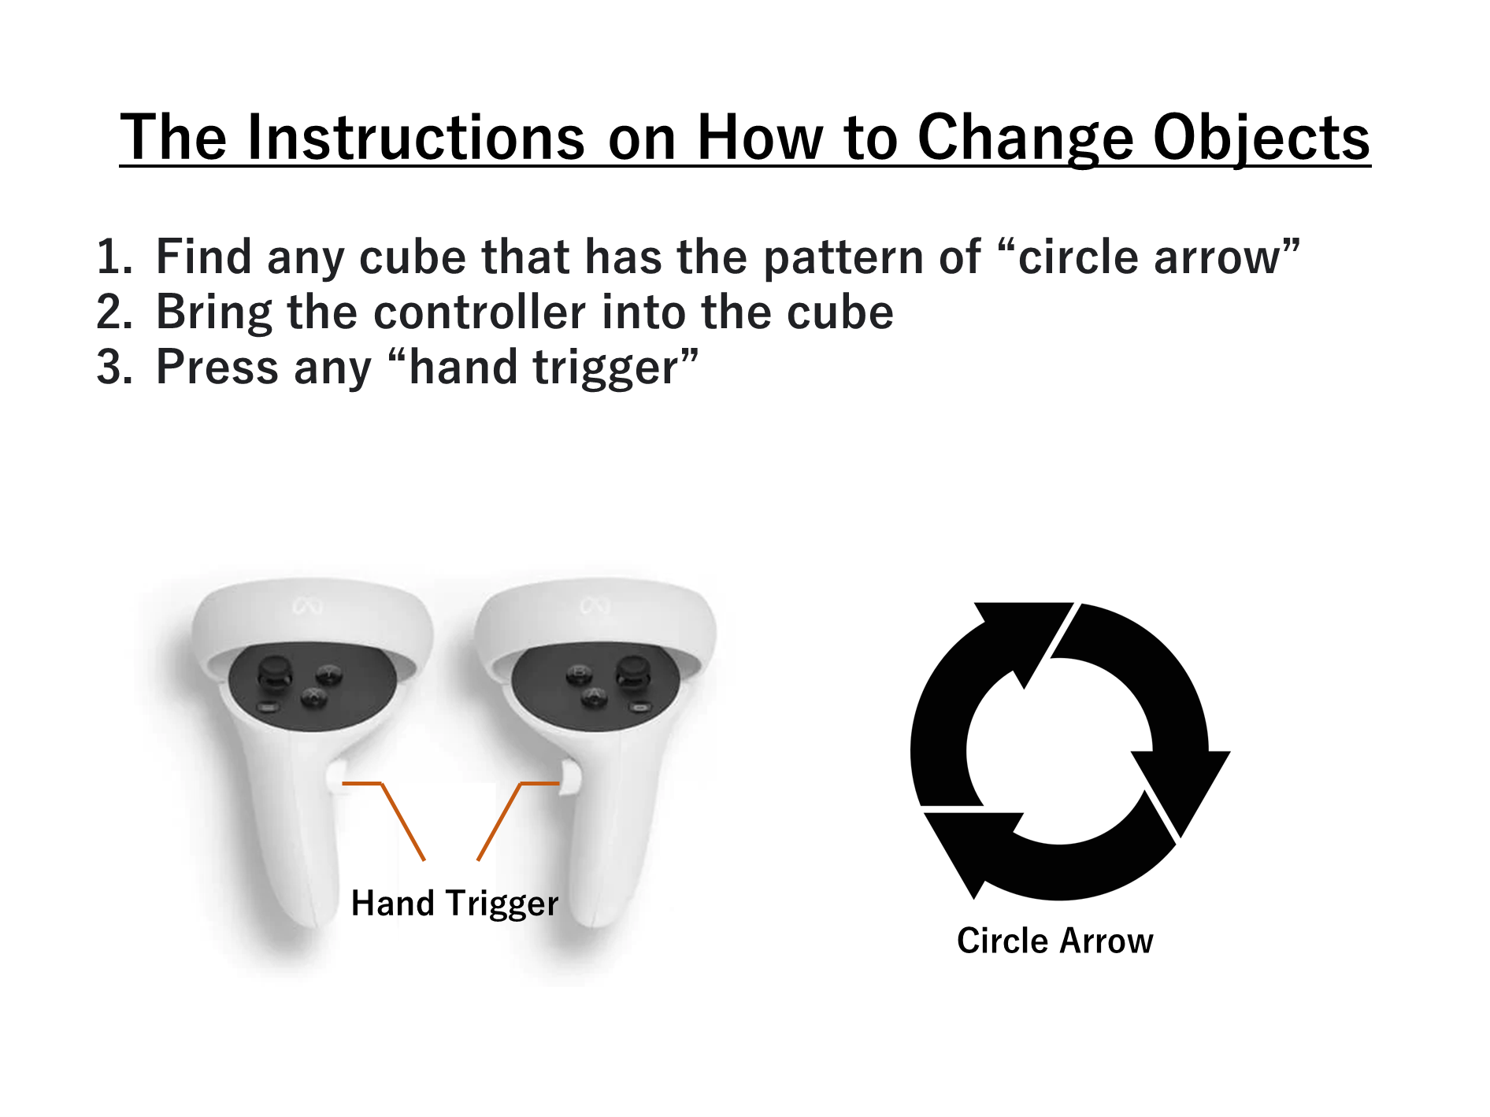 The Instructions on How to Change Objects
1. Find any cube that has the pattern of “circle arrow”
2. Bring the controller into the cube
3. Press any “hand trigger”
Hand Trigger
Circle Arrow